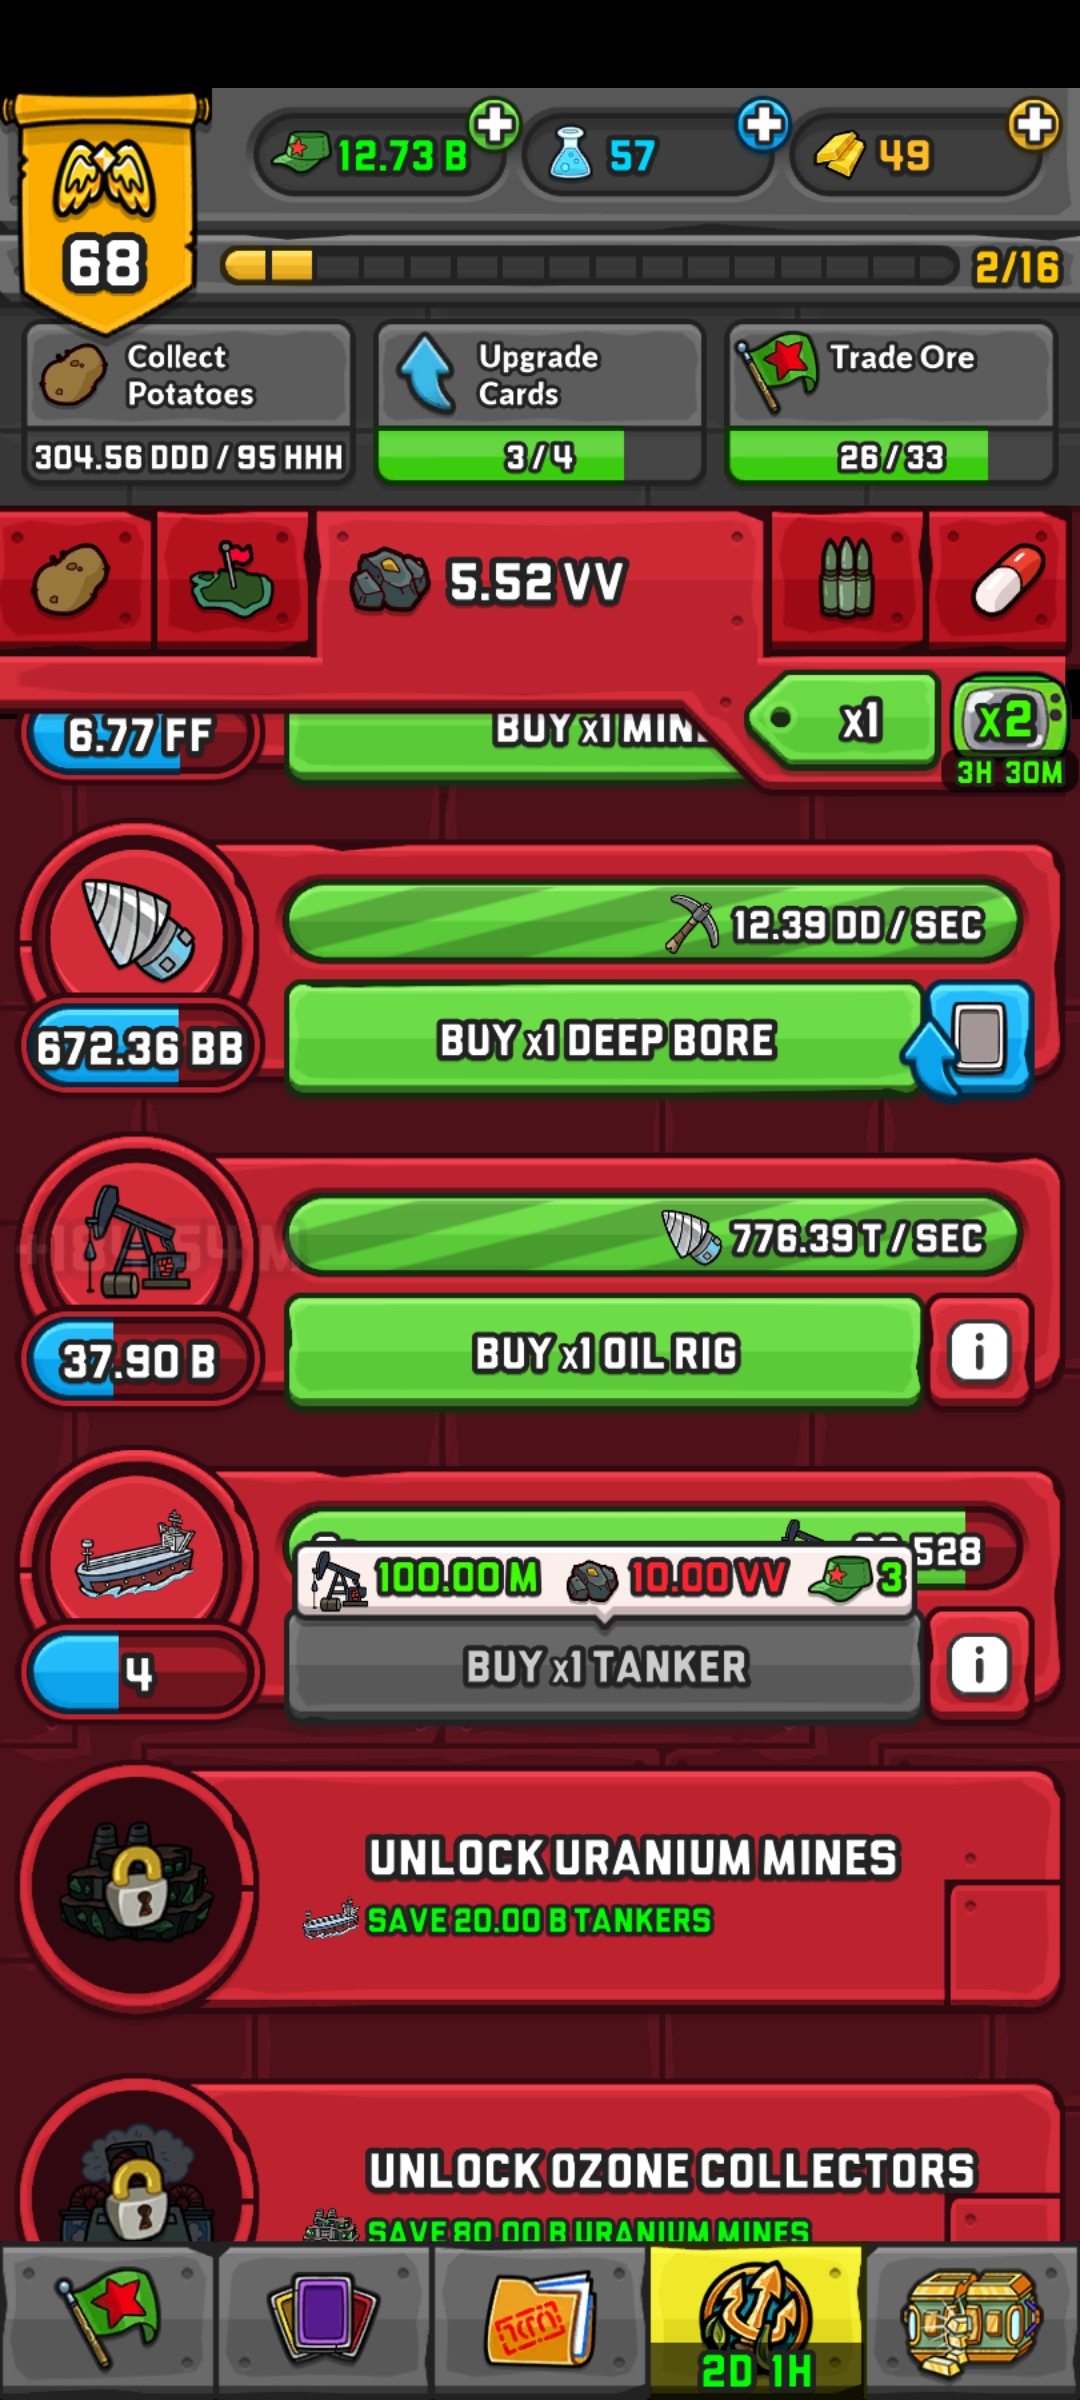 12.73 B
57
49
68
2/16
Collect Potatoes
304.56 DDD / 95 HHH
Upgrade Cards
3/4
Trade Ore
26/33
5.52 VV
x1
x2
3H 30M
6.77 FF
BUY x1
12.39 DD / SEC
672.36 BB
BUY x1 DEEP BORE
776.39 T / SEC
37.90 B
BUY x1 OIL RIG
i
528
100.00 M
10.00 VV
3
4
BUY x1 TANKER
i
UNLOCK URANIUM MINES
SAVE 20.00 B TANKERS
UNLOCK OZONE COLLECTORS
SAVE 80.00 B URANIUM MINES
2D 1H